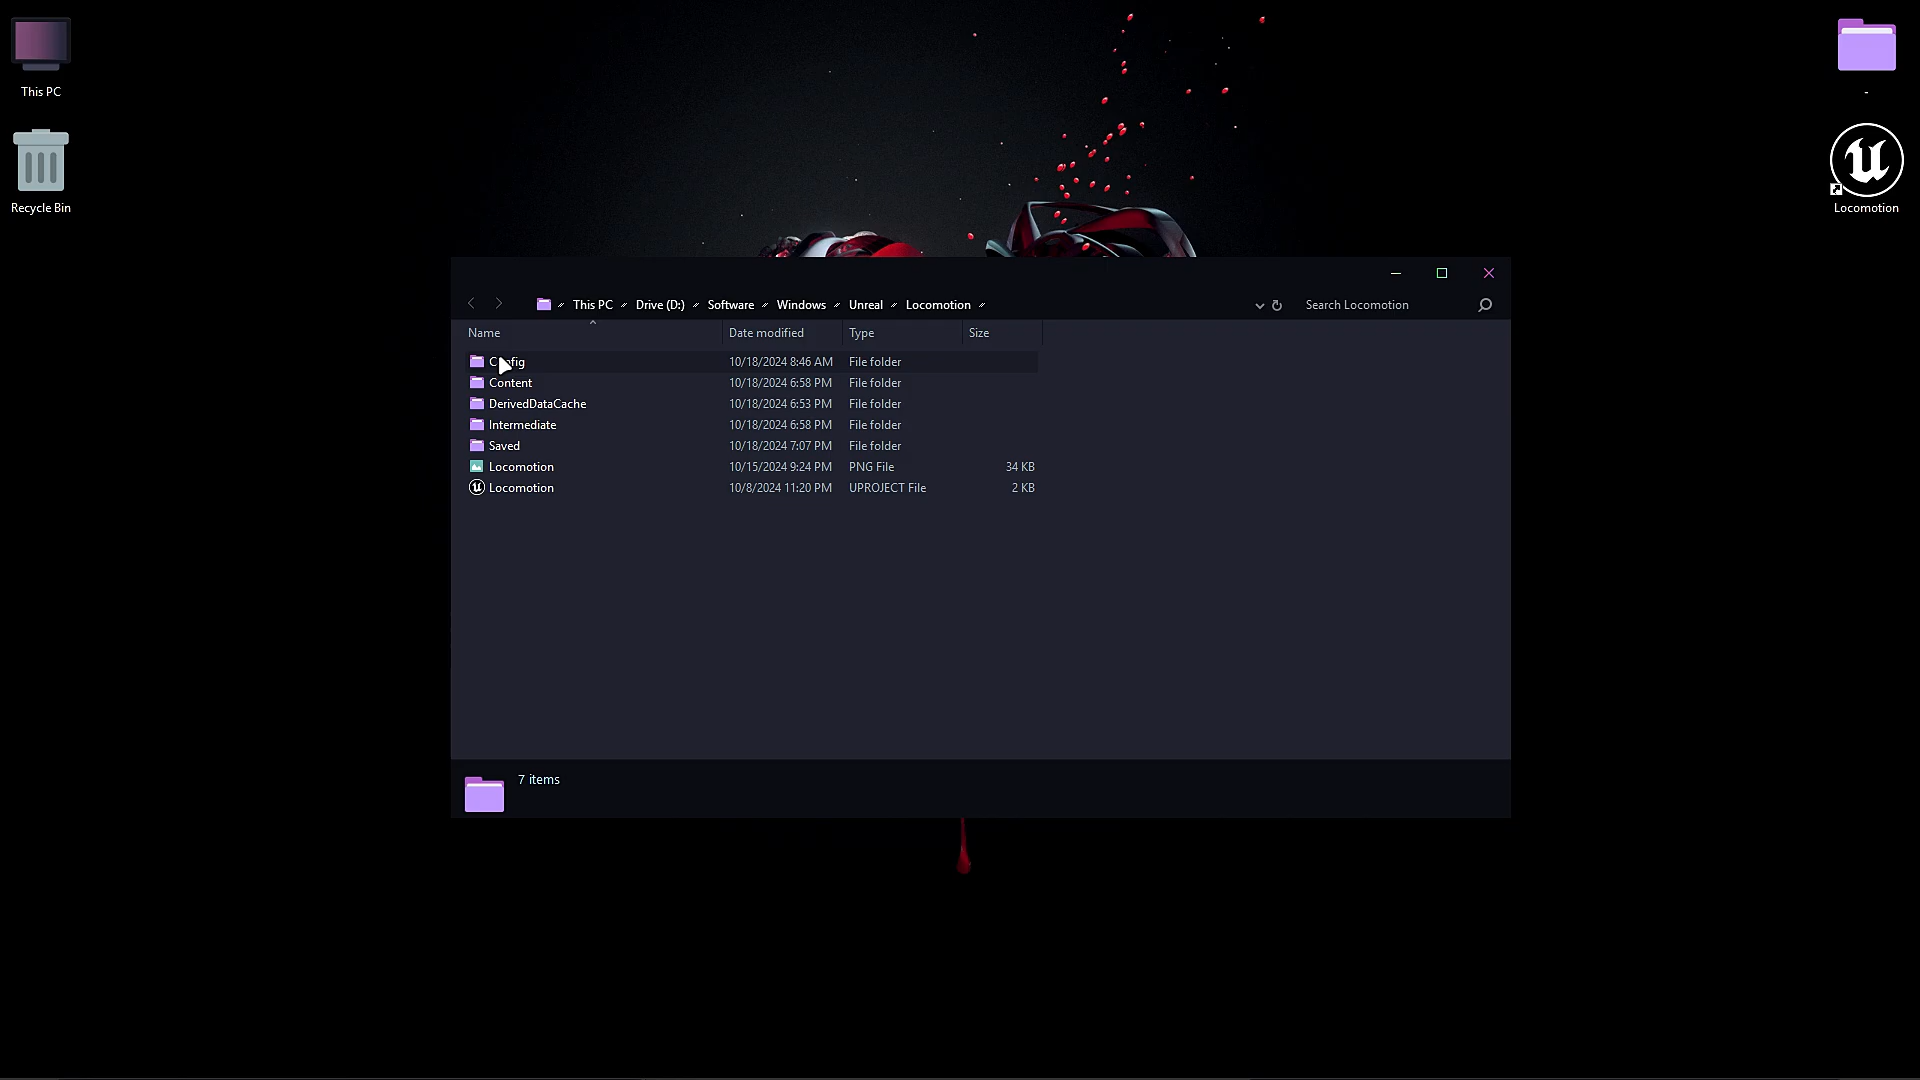 This PC
Recycle Bin
-
Locomotion
This PC Drive (D:) Software Windows Unreal Locomotion
Search Locomotion
Name Date modified Type Size
Config 10/18/2024 8:46 AM File folder
Content 10/18/2024 6:58 PM File folder
DerivedDataCache 10/18/2024 6:53 PM File folder
Intermediate 10/18/2024 6:58 PM File folder
Saved 10/18/2024 7:07 PM File folder
Locomotion 10/15/2024 9:24 PM PNG File 34 KB
Locomotion 10/8/2024 11:20 PM UPROJECT File 2 KB
7 items